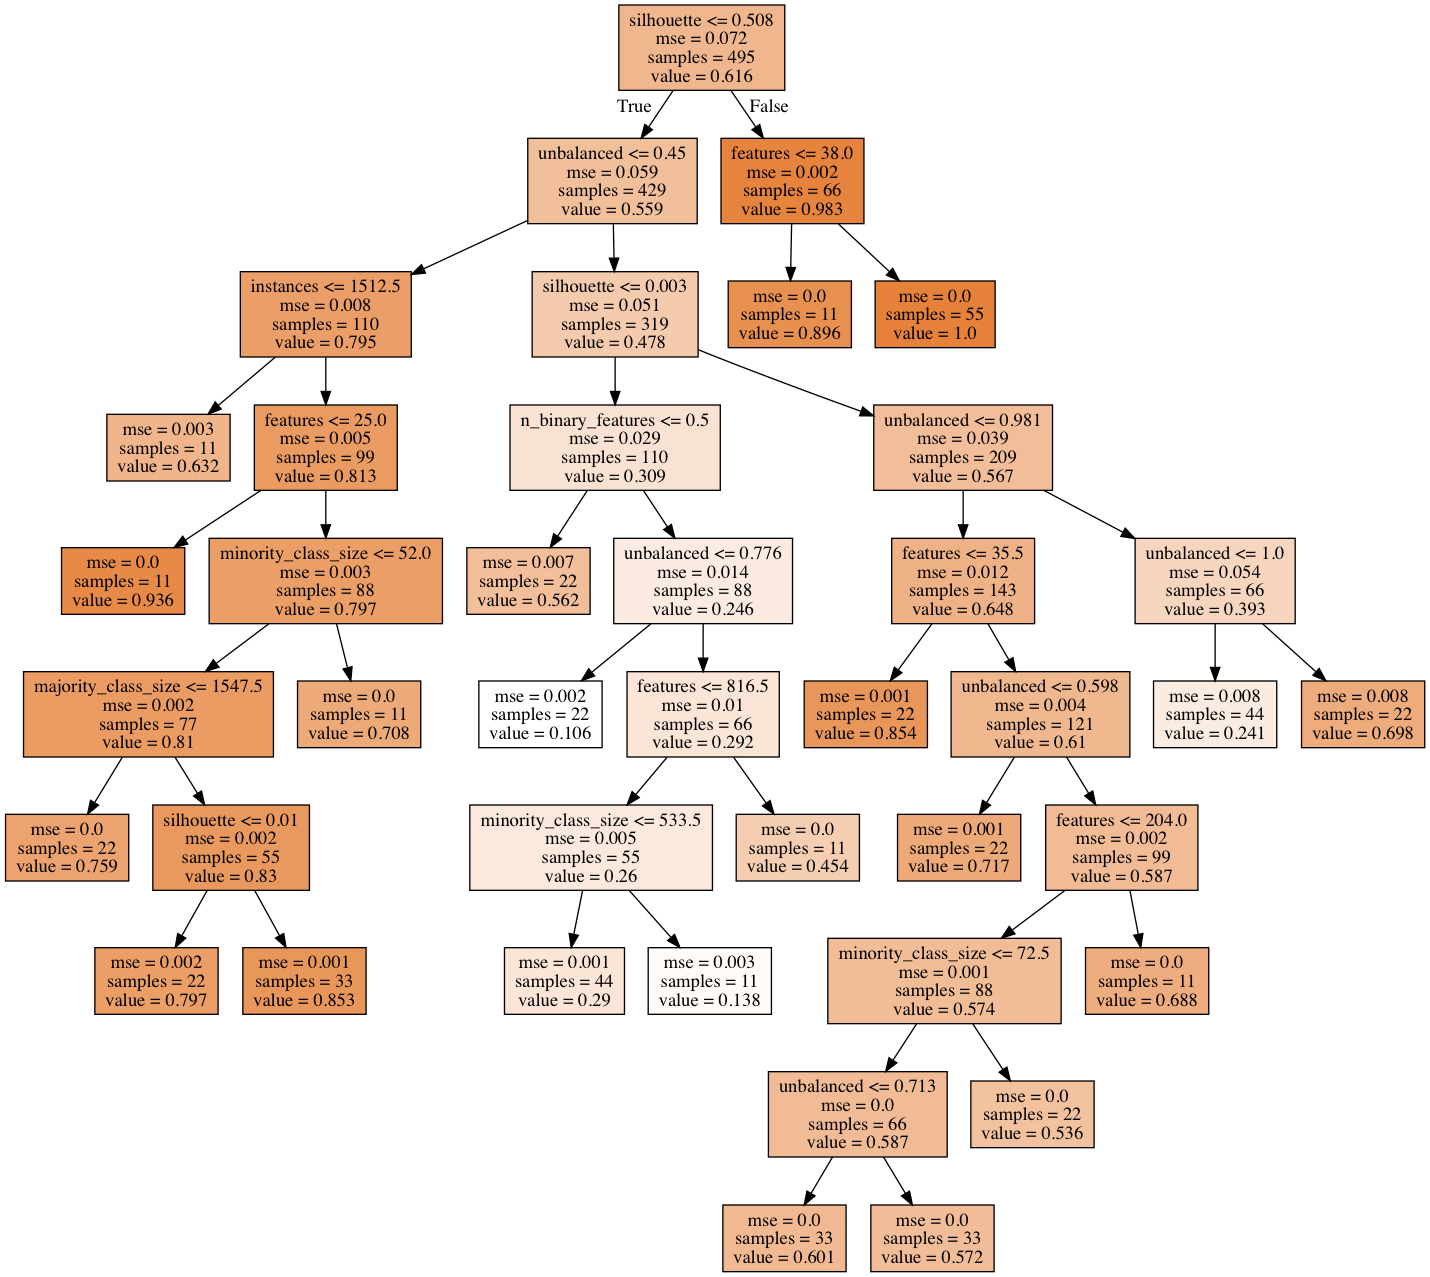 silhouette <= 0.508
mse = 0.072
samples = 495
value = 0.616
True
False
unbalanced <= 0.45
mse = 0.059
samples = 429
value = 0.559
features <= 38.0
mse = 0.002
samples = 66
value = 0.983
instances <= 1512.5
mse = 0.008
samples = 110
value = 0.795
silhouette <= 0.003
mse = 0.051
samples = 319
value = 0.478
mse = 0.0
samples = 11
value = 0.896
mse = 0.0
samples = 55
value = 1.0
mse = 0.003
samples = 11
value = 0.632
features <= 25.0
mse = 0.005
samples = 99
value = 0.813
n_binary_features <= 0.5
mse = 0.029
samples = 110
value = 0.309
unbalanced <= 0.981
mse = 0.039
samples = 209
value = 0.567
mse = 0.0
samples = 11
value = 0.936
minority_class_size <= 52.0
mse = 0.003
samples = 88
value = 0.797
mse = 0.007
samples = 22
value = 0.562
unbalanced <= 0.776
mse = 0.014
samples = 88
value = 0.246
features <= 35.5
mse = 0.012
samples = 143
value = 0.648
unbalanced <= 1.0
mse = 0.054
samples = 66
value = 0.393
majority_class_size <= 1547.5
mse = 0.002
samples = 77
value = 0.81
mse = 0.0
samples = 11
value = 0.708
mse = 0.002
samples = 22
value = 0.106
features <= 816.5
mse = 0.01
samples = 66
value = 0.292
mse = 0.001
samples = 22
value = 0.854
unbalanced <= 0.598
mse = 0.004
samples = 121
value = 0.61
mse = 0.008
samples = 44
value = 0.241
mse = 0.008
samples = 22
value = 0.698
mse = 0.0
samples = 22
value = 0.759
silhouette <= 0.01
mse = 0.002
samples = 55
value = 0.83
minority_class_size <= 533.5
mse = 0.005
samples = 55
value = 0.26
mse = 0.0
samples = 11
value = 0.454
mse = 0.001
samples = 22
value = 0.717
features <= 204.0
mse = 0.002
samples = 99
value = 0.587
mse = 0.002
samples = 22
value = 0.797
mse = 0.001
samples = 33
value = 0.853
mse = 0.001
samples = 44
value = 0.29
mse = 0.003
samples = 11
value = 0.138
minority_class_size <= 72.5
mse = 0.001
samples = 88
value = 0.574
mse = 0.0
samples = 11
value = 0.688
unbalanced <= 0.713
mse = 0.0
samples = 66
value = 0.587
mse = 0.0
samples = 22
value = 0.536
mse = 0.0
samples = 33
value = 0.601
mse = 0.0
samples = 33
value = 0.572